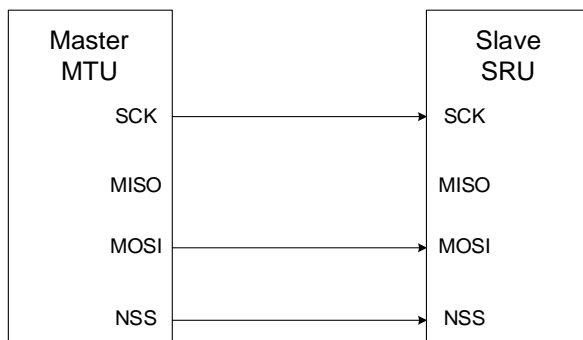 Master
MTU
SCK
MISO
MOSI
NSS
Slave
SRU
SCK
MISO
MOSI
NSS